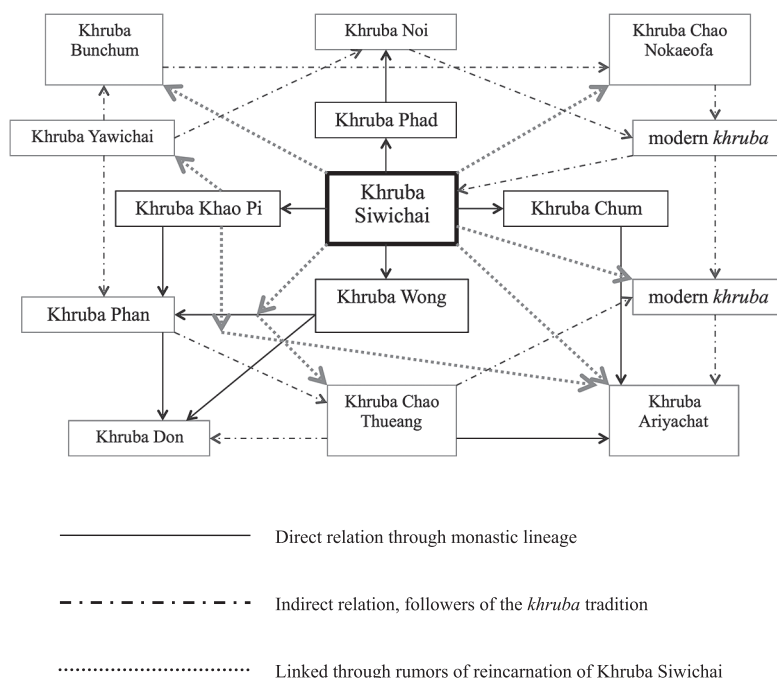 Khruba
Bunchum
Khruba Noi
Khruba Chao
Nokaeofa
Khruba Phad
Khruba Yawichai
modern khruba
Khruba
Siwichai
Khruba Khao Pi
Khruba Chum
Khruba Wong
modern khruba
Khruba Phan
Khruba Chao
Thueang
Khruba
Ariyachat
Khruba Don
Direct relation through monastic lineage
Indirect relation, followers of the khruba tradition
Linked through rumors of reincarnation of Khruba Siwichai